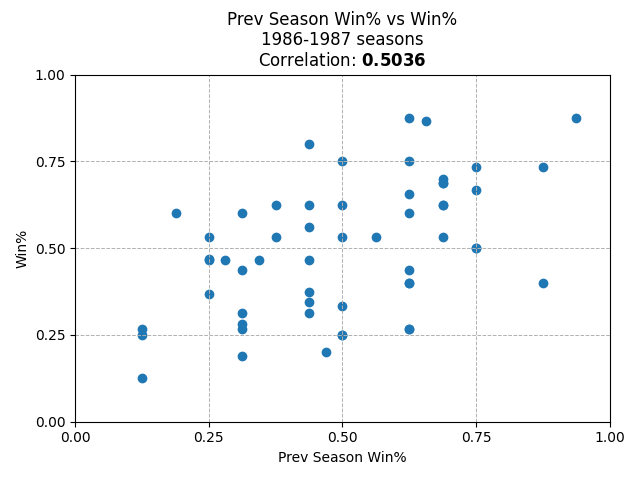 Prev Season Win% vs Win%
1986-1987 seasons
Correlation: 0.5036
1.00
0.75
0.50
0.25
0.00
Win%
0.00 0.25 0.50 0.75 1.00
Prev Season Win%